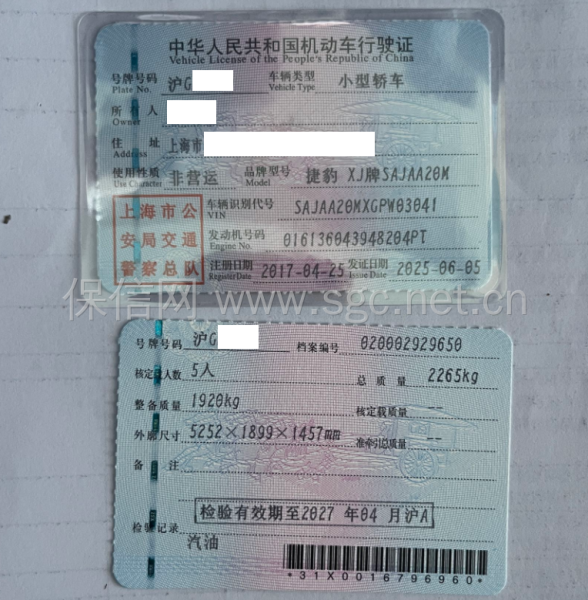 中华人民共和国机动车行驶证
Vehicle License of the People's Republic of China
号牌号码 沪G 车辆类型 小型轿车
Plate No. Vehicle Type
所有人
Owner
住址 上海市
Address
使用性质 非营运 品牌型号 捷豹 XJ牌SAJAA20M
Use Character Model
上海市公 车辆识别代号 SAJAA20MXGPW03041
VIN
安局交通 发动机号码 016136043948204PT
Engine No.
警察总队 注册日期 2017-04-25 发证日期 2025-06-05
Register Date Issue Date
保信网 www.sgc.net.cn
号牌号码 沪G 档案编号 020002929650
核定载人数 5人 总质量 2265kg
整备质量 1920kg 核定载质量 --
外廓尺寸 5252×1899×1457mm 准牵引总质量 --
备注
检验有效期至2027 年04 月沪A
检验记录
汽油
*31X0016796960*